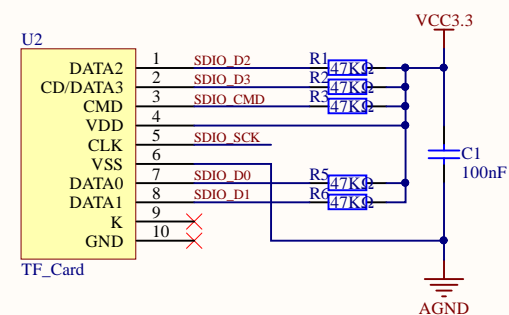 VCC3.3
U2
DATA2 1 SDIO_D2 R1 47KΩ
CD/DATA3 2 SDIO_D3 R2 47KΩ
CMD 3 SDIO_CMD R3 47KΩ
VDD 4
CLK 5 SDIO_SCK
VSS 6
DATA0 7 SDIO_D0 R5 47KΩ
DATA1 8 SDIO_D1 R6 47KΩ
K 9
GND 10
C1
100nF
TF_Card
AGND